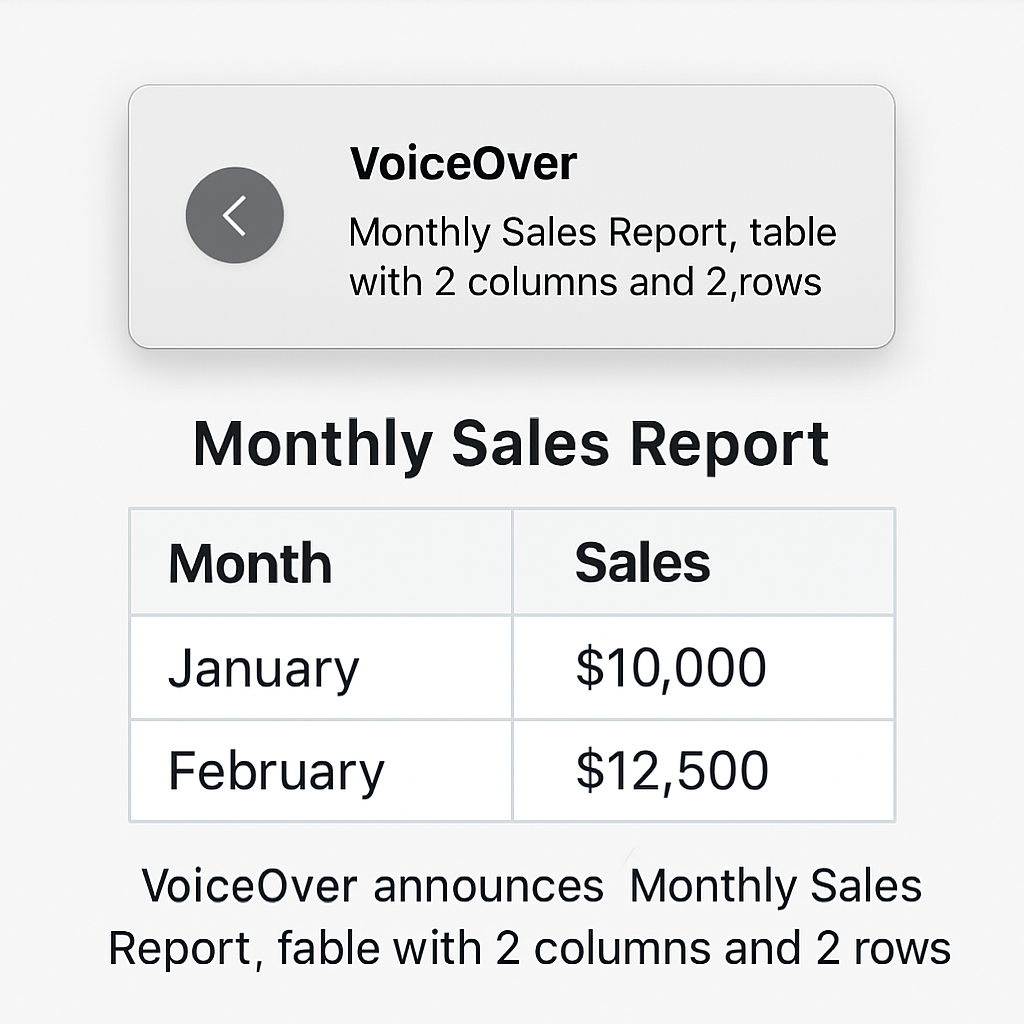 VoiceOver
Monthly Sales Report, table
with 2 columns and 2,rows
Monthly Sales Report
Month Sales
January $10,000
February $12,500
VoiceOver announces Monthly Sales
Report, fable with 2 columns and 2 rows